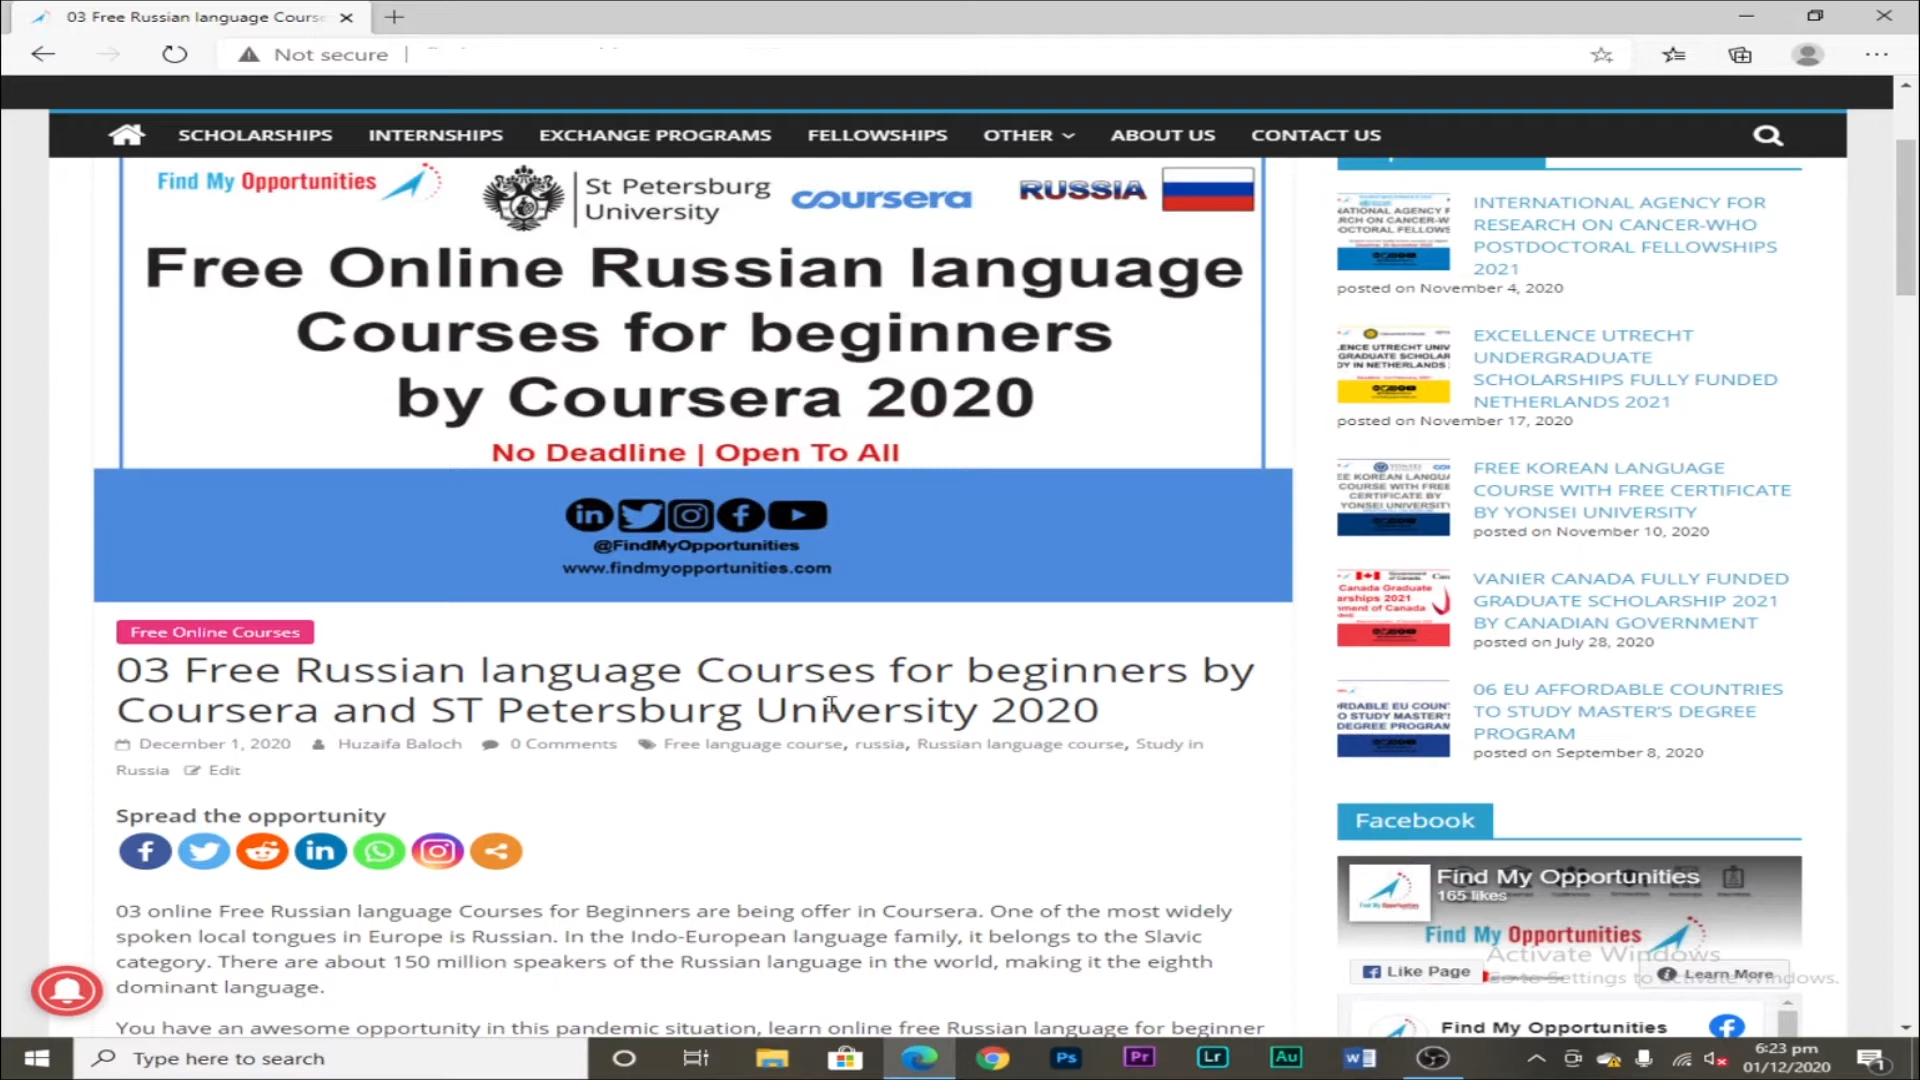 03 Free Russian language Course
Not secure
SCHOLARSHIPS
INTERNSHIPS
EXCHANGE PROGRAMS
FELLOWSHIPS
OTHER
ABOUT US
CONTACT US
Find My Opportunities
St Petersburg
University
coursera
RUSSIA
Free Online Russian language
Courses for beginners
by Coursera 2020
No Deadline | Open To All
@FindMyOpportunities
www.findmyopportunities.com
Free Online Courses
03 Free Russian language Courses for beginners by
Coursera and ST Petersburg University 2020
December 1, 2020 Huzaifa Baloch 0 Comments Free language course, russia, Russian language course, Study in
Russia Edit
Spread the opportunity
03 online Free Russian language Courses for Beginners are being offer in Coursera. One of the most widely
spoken local tongues in Europe is Russian. In the Indo-European language family, it belongs to the Slavic
category. There are about 150 million speakers of the Russian language in the world, making it the eighth
dominant language.
You have an awesome opportunity in this pandemic situation, learn online free Russian language for beginner
INTERNATIONAL AGENCY FOR
RESEARCH ON CANCER-WHO
POSTDOCTORAL FELLOWSHIPS
2021
posted on November 4, 2020
EXCELLENCE UTRECHT
UNDERGRADUATE
SCHOLARSHIPS FULLY FUNDED
NETHERLANDS 2021
posted on November 17, 2020
FREE KOREAN LANGUAGE
COURSE WITH FREE CERTIFICATE
BY YONSEI UNIVERSITY
posted on November 10, 2020
VANIER CANADA FULLY FUNDED
GRADUATE SCHOLARSHIP 2021
BY CANADIAN GOVERNMENT
posted on July 28, 2020
06 EU AFFORDABLE COUNTRIES
TO STUDY MASTER'S DEGREE
PROGRAM
posted on September 8, 2020
Facebook
Find My Opportunities
165 likes
Find My Opportunities
Activate Windows
Go to Settings to activate Windows.
Like Page
Learn More
Find My Opportunities
Type here to search
Ps
Pr
Lr
Au
6:23 pm
01/12/2020
1